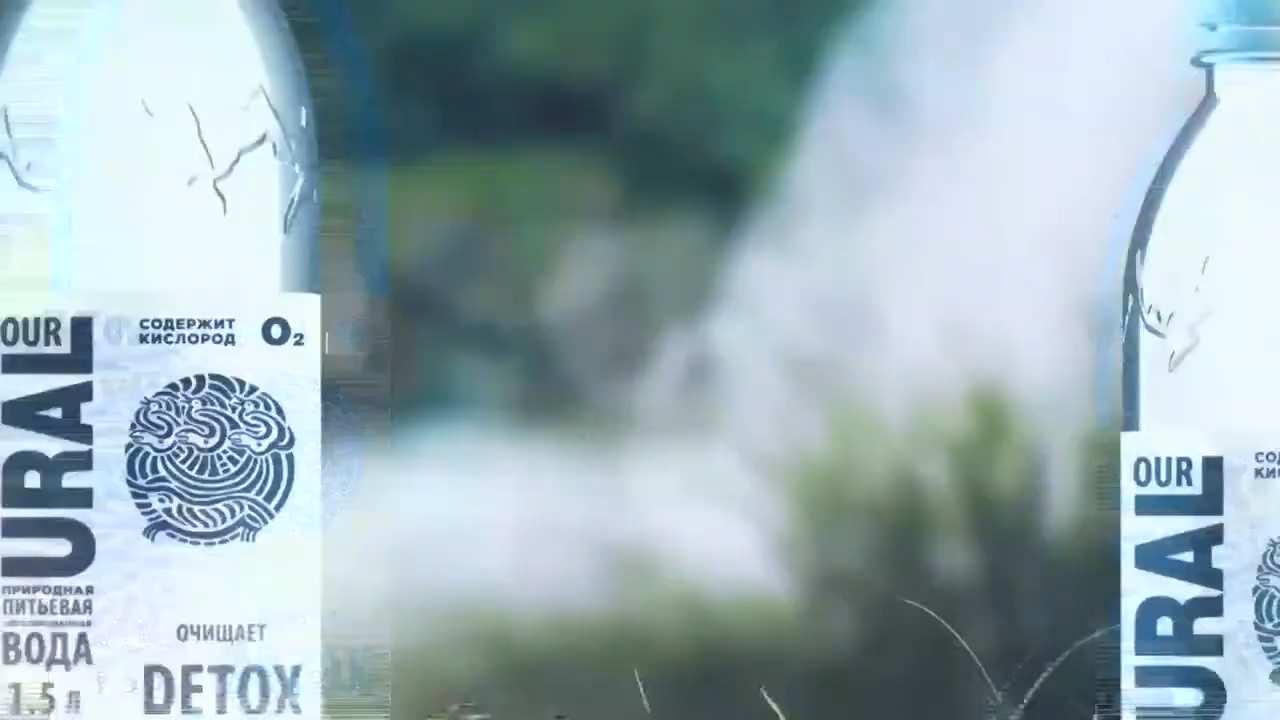 OUR
URAL
СОДЕРЖИТ
КИСЛОРОД
O₂
ПРИРОДНАЯ
ПИТЬЕВАЯ
ВОДА
1.5 л
ОЧИЩАЕТ
DETOX
OUR
URAL